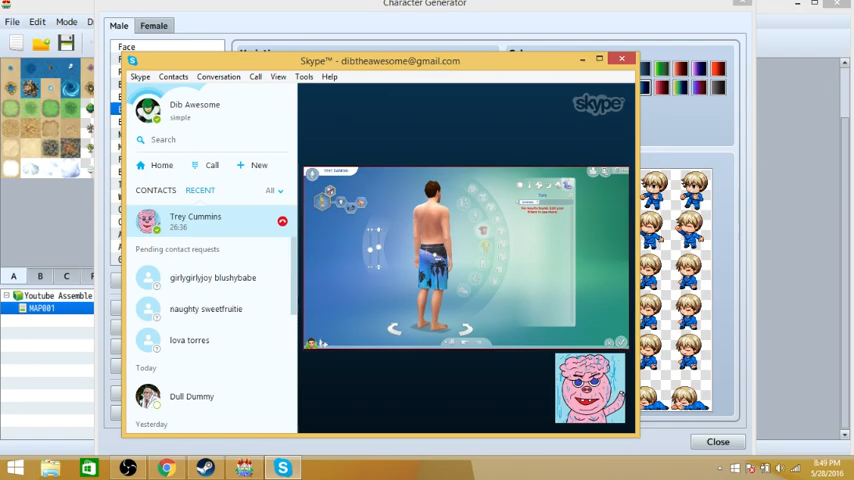 Character Generator
File Edit Mode
Male Female
Face
Skype™ - dibtheawesome@gmail.com
Skype Contacts Conversation Call View Tools Help
Dib Awesome
simple
Search
Home Call New
CONTACTS RECENT All
Trey Cummins
26:36
Pending contact requests
girlygirlyjoy blushybabe
naughty sweetfruitie
lova torres
Today
Dull Dummy
Yesterday
skype
A B C
Youtube Assemble
MAP001
Close
8:49 PM
5/28/2016